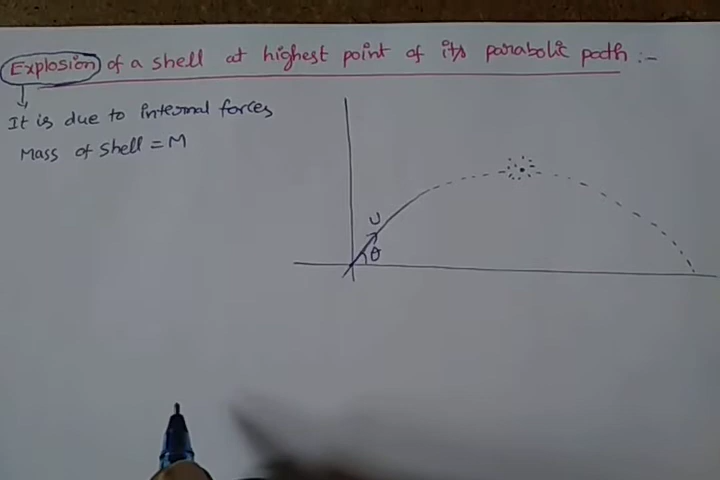 Explosion of a shell at highest point of its parabolic path :-
It is due to internal forces
Mass of shell = M
U
θ